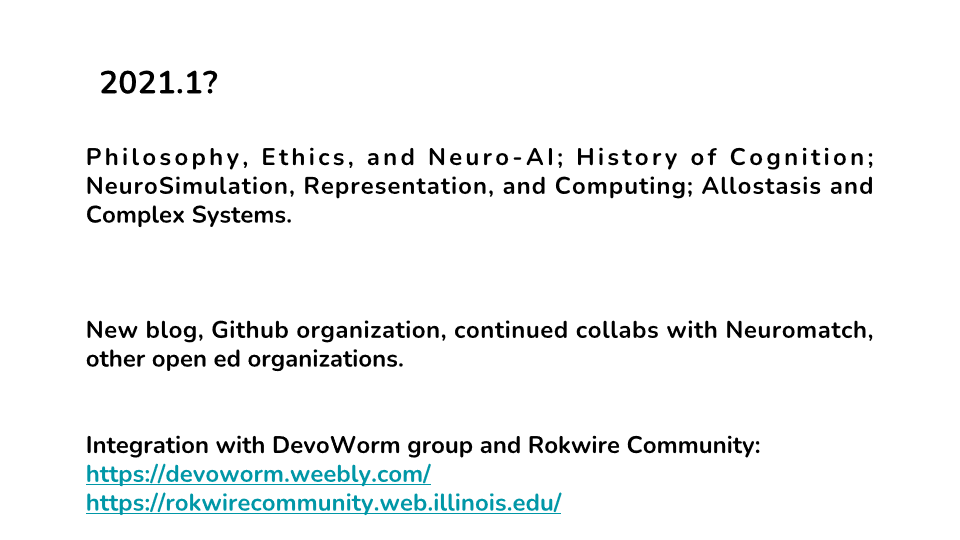 2021.1?
Philosophy, Ethics, and Neuro-AI; History of Cognition;
NeuroSimulation, Representation, and Computing; Allostasis and
Complex Systems.
New blog, Github organization, continued collabs with Neuromatch,
other open ed organizations.
Integration with DevoWorm group and Rokwire Community:
https://devoworm.weebly.com/
https://rokwirecommunity.web.illinois.edu/